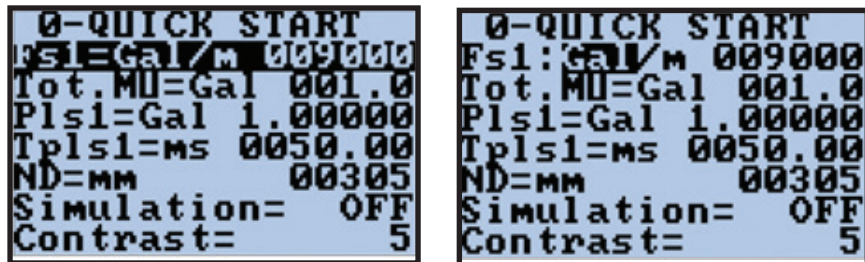 0-QUICK START
Fs1=Gal/m 009000
Tot.MU=Gal 001.0
Pls1=Gal 1.00000
Tpls1=ms 0050.00
ND=mm 00305
Simulation= OFF
Contrast= 5
0-QUICK START
Fs1:Gal/m 009000
Tot.MU=Gal 001.0
Pls1=Gal 1.00000
Tpls1=ms 0050.00
ND=mm 00305
Simulation= OFF
Contrast= 5